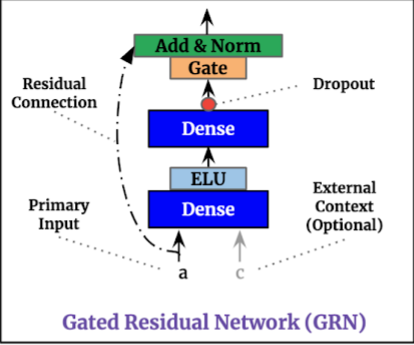 Add & Norm
Gate
Residual
Connection
Dropout
Dense
ELU
Dense
Primary
Input
External
Context
(Optional)
a
c
Gated Residual Network (GRN)